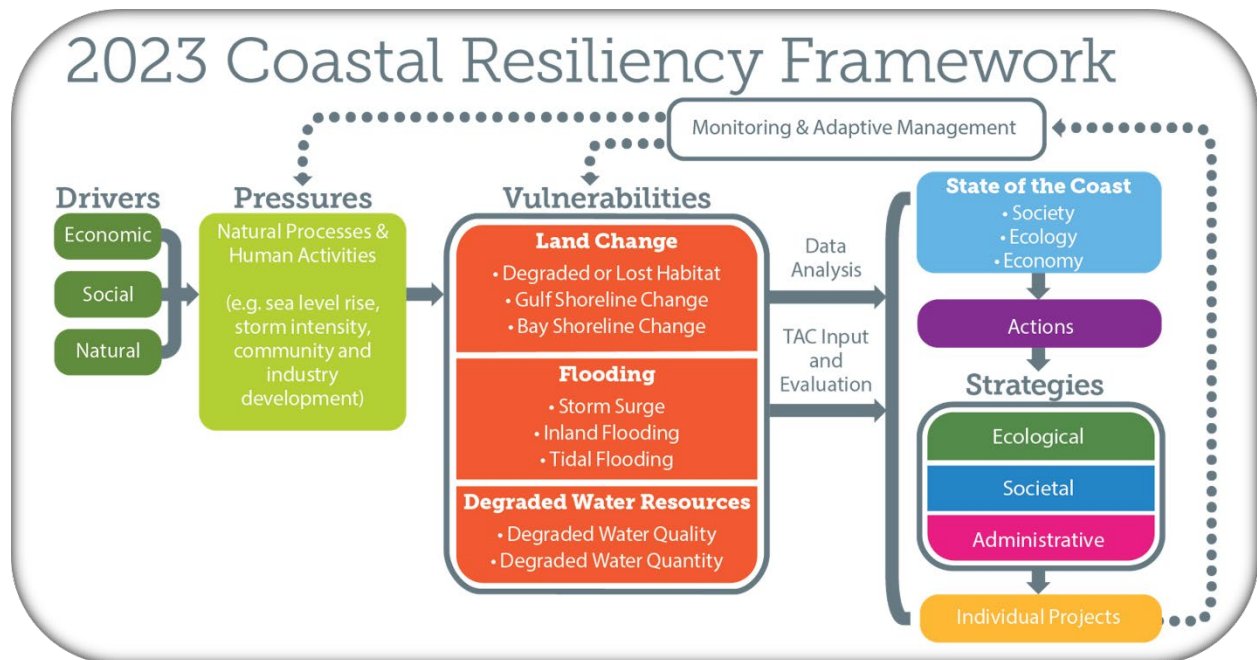 2023 Coastal Resiliency Framework
Monitoring & Adaptive Management
Drivers
Economic
Social
Natural
Pressures
Natural Processes &
Human Activities
(e.g. sea level rise,
storm intensity,
community and
industry
development)
Vulnerabilities
Land Change
• Degraded or Lost Habitat
• Gulf Shoreline Change
• Bay Shoreline Change
Flooding
• Storm Surge
• Inland Flooding
• Tidal Flooding
Degraded Water Resources
• Degraded Water Quality
• Degraded Water Quantity
Data
Analysis
TAC Input
and
Evaluation
State of the Coast
• Society
• Ecology
• Economy
Actions
Strategies
Ecological
Societal
Administrative
Individual Projects